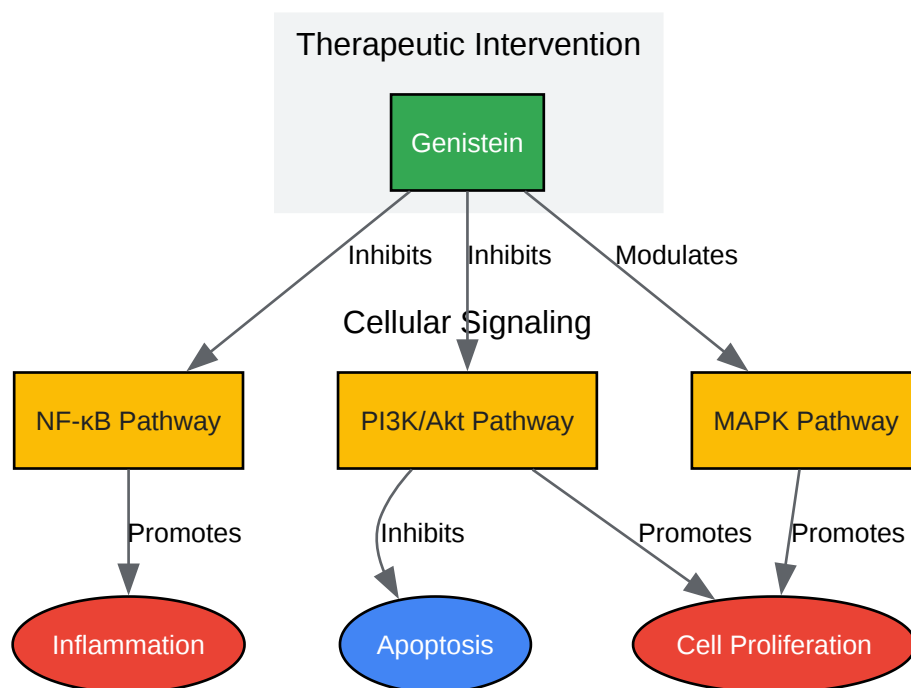 Therapeutic Intervention
Genistein
Inhibits
Inhibits
Modulates
Cellular Signaling
NF-κB Pathway
PI3K/Akt Pathway
MAPK Pathway
Promotes
Inhibits
Promotes
Promotes
Inflammation
Apoptosis
Cell Proliferation